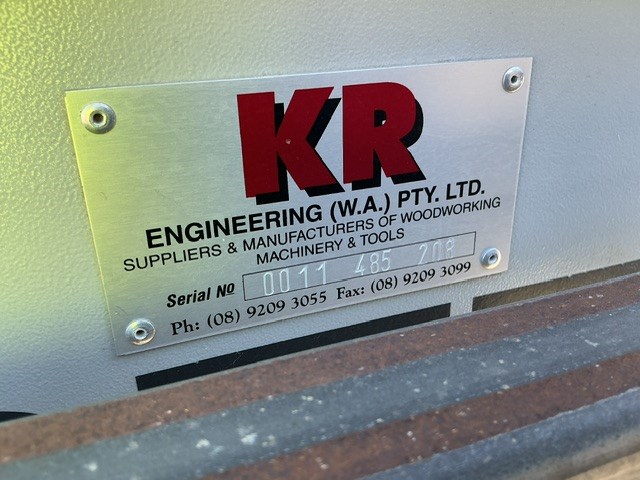 KR
ENGINEERING (W.A.) PTY. LTD.
SUPPLIERS & MANUFACTURERS OF WOODWORKING
MACHINERY & TOOLS
Serial No 0011 485 208
Ph: (08) 9209 3055 Fax: (08) 9209 3099